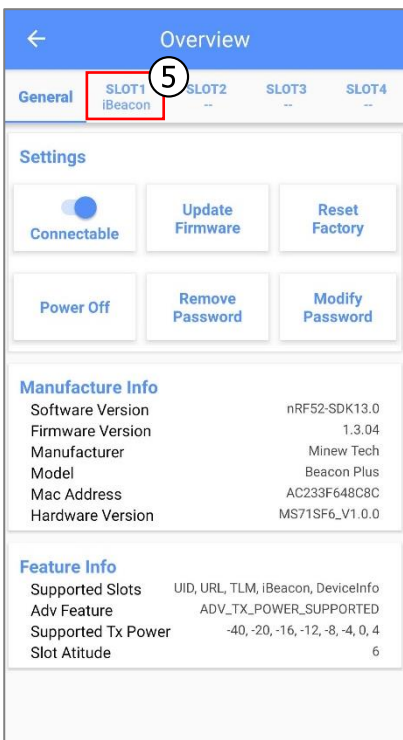 Overview
General
SLOT1
iBeacon
⑤
SLOT2
--
SLOT3
--
SLOT4
--
Settings
Connectable
Update
Firmware
Reset
Factory
Power Off
Remove
Password
Modify
Password
Manufacture Info
Software Version nRF52-SDK13.0
Firmware Version 1.3.04
Manufacturer Minew Tech
Model Beacon Plus
Mac Address AC233F648C8C
Hardware Version MS71SF6_V1.0.0
Feature Info
Supported Slots UID, URL, TLM, iBeacon, DeviceInfo
Adv Feature ADV_TX_POWER_SUPPORTED
Supported Tx Power -40, -20, -16, -12, -8, -4, 0, 4
Slot Atitude 6